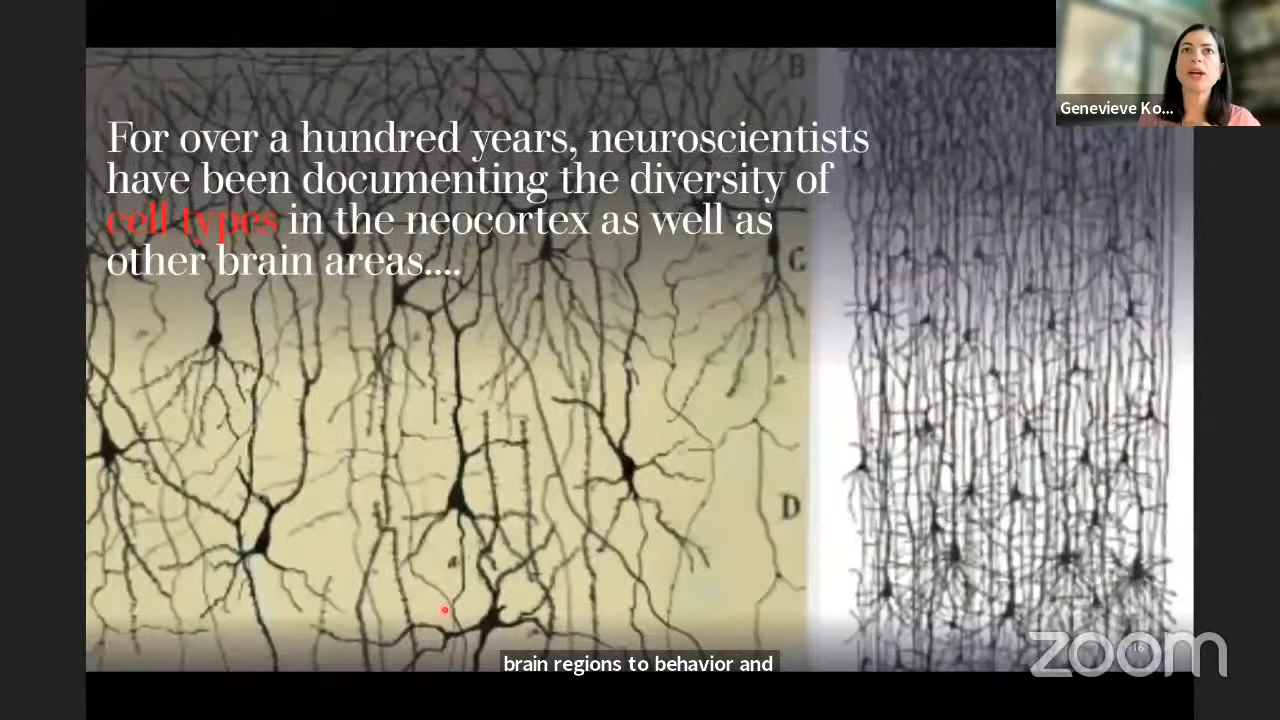 Genevieve Ko...
For over a hundred years, neuroscientists
have been documenting the diversity of
cell types in the neocortex as well as
other brain areas....
B
C
D
a
brain regions to behavior and
16
zoom